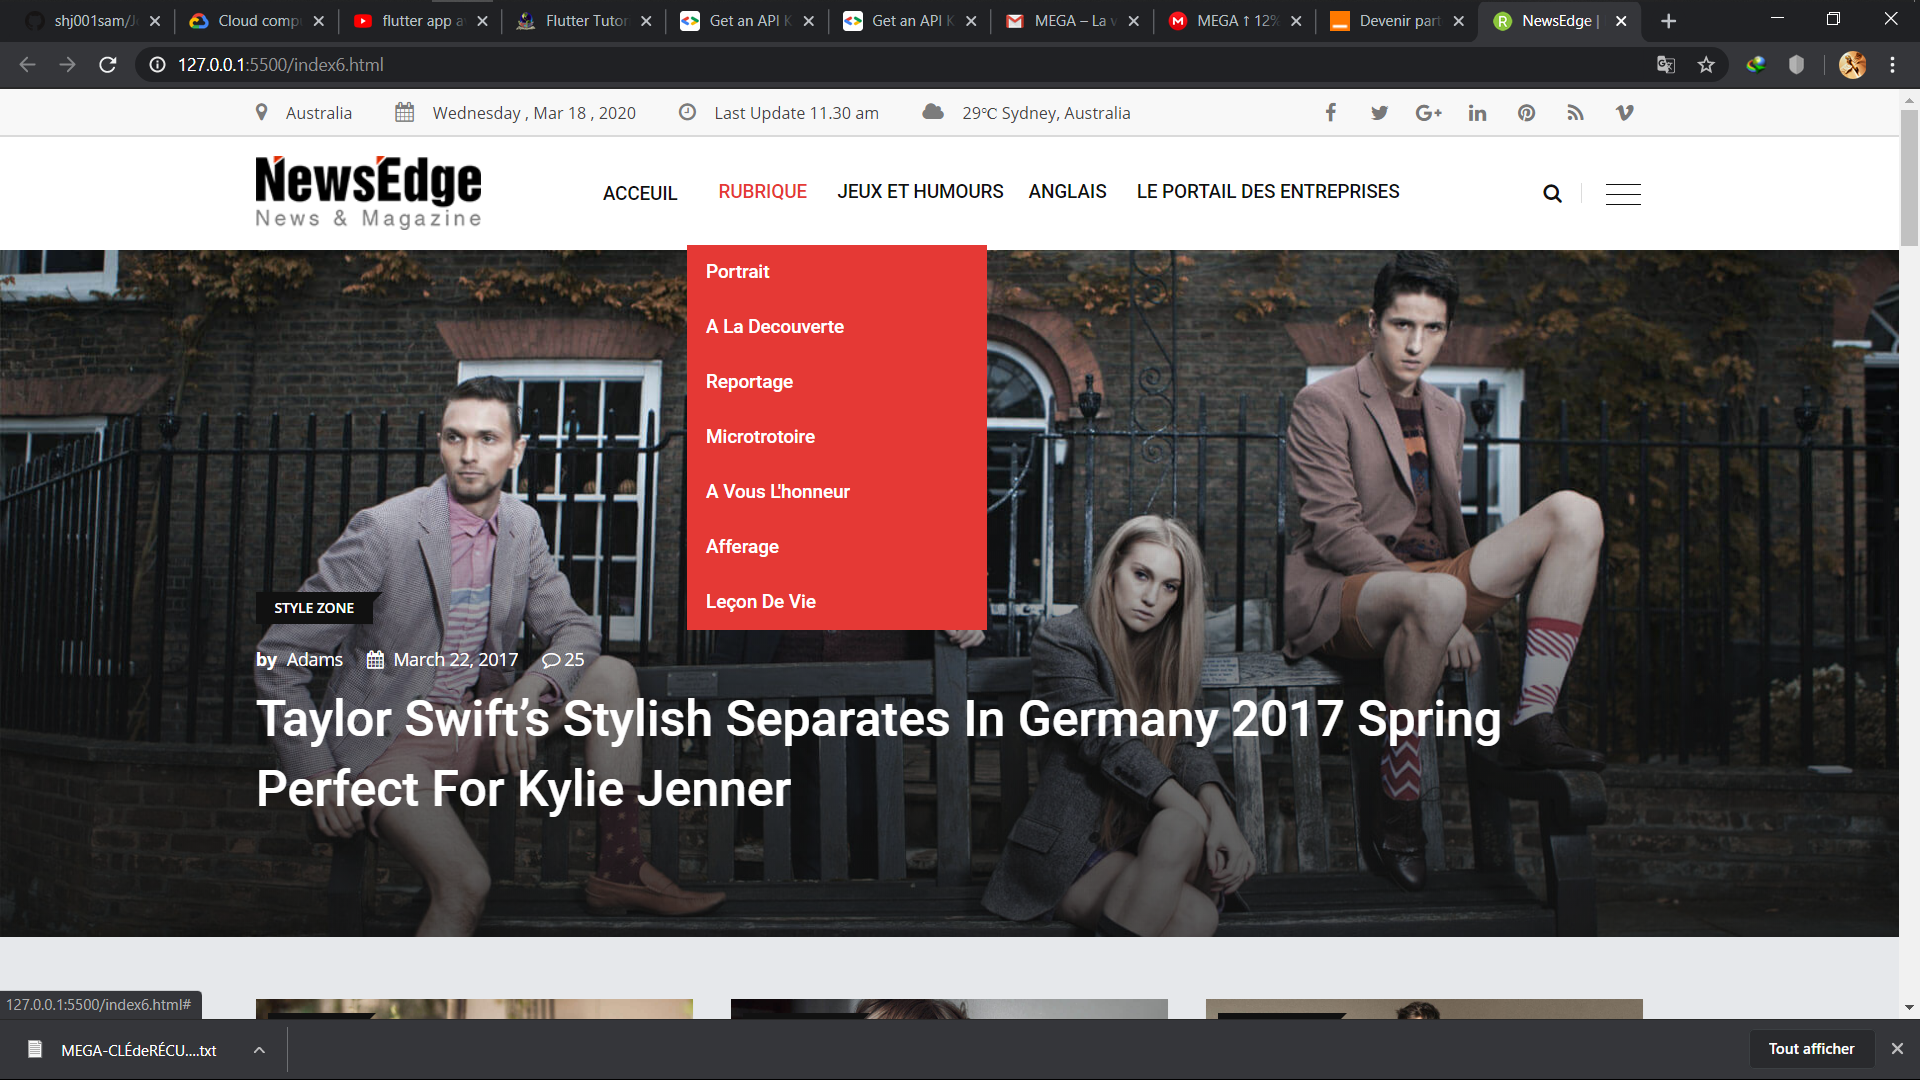 shj001sam/J
Cloud comp
flutter app a
Flutter Tutor
Get an API K
Get an API K
MEGA – La v
MEGA ↑ 12%
Devenir part
NewsEdge |
127.0.0.1:5500/index6.html
Australia
Wednesday , Mar 18 , 2020
Last Update 11.30 am
29°C Sydney, Australia
NewsEdge
News & Magazine
ACCEUIL
RUBRIQUE
JEUX ET HUMOURS
ANGLAIS
LE PORTAIL DES ENTREPRISES
Portrait
A La Decouverte
Reportage
Microtrotoire
A Vous L'honneur
Afferage
Leçon De Vie
STYLE ZONE
by Adams March 22, 2017 25
Taylor Swift’s Stylish Separates In Germany 2017 Spring
Perfect For Kylie Jenner
127.0.0.1:5500/index6.html#
MEGA-CLÉdeRÉCU....txt
Tout afficher